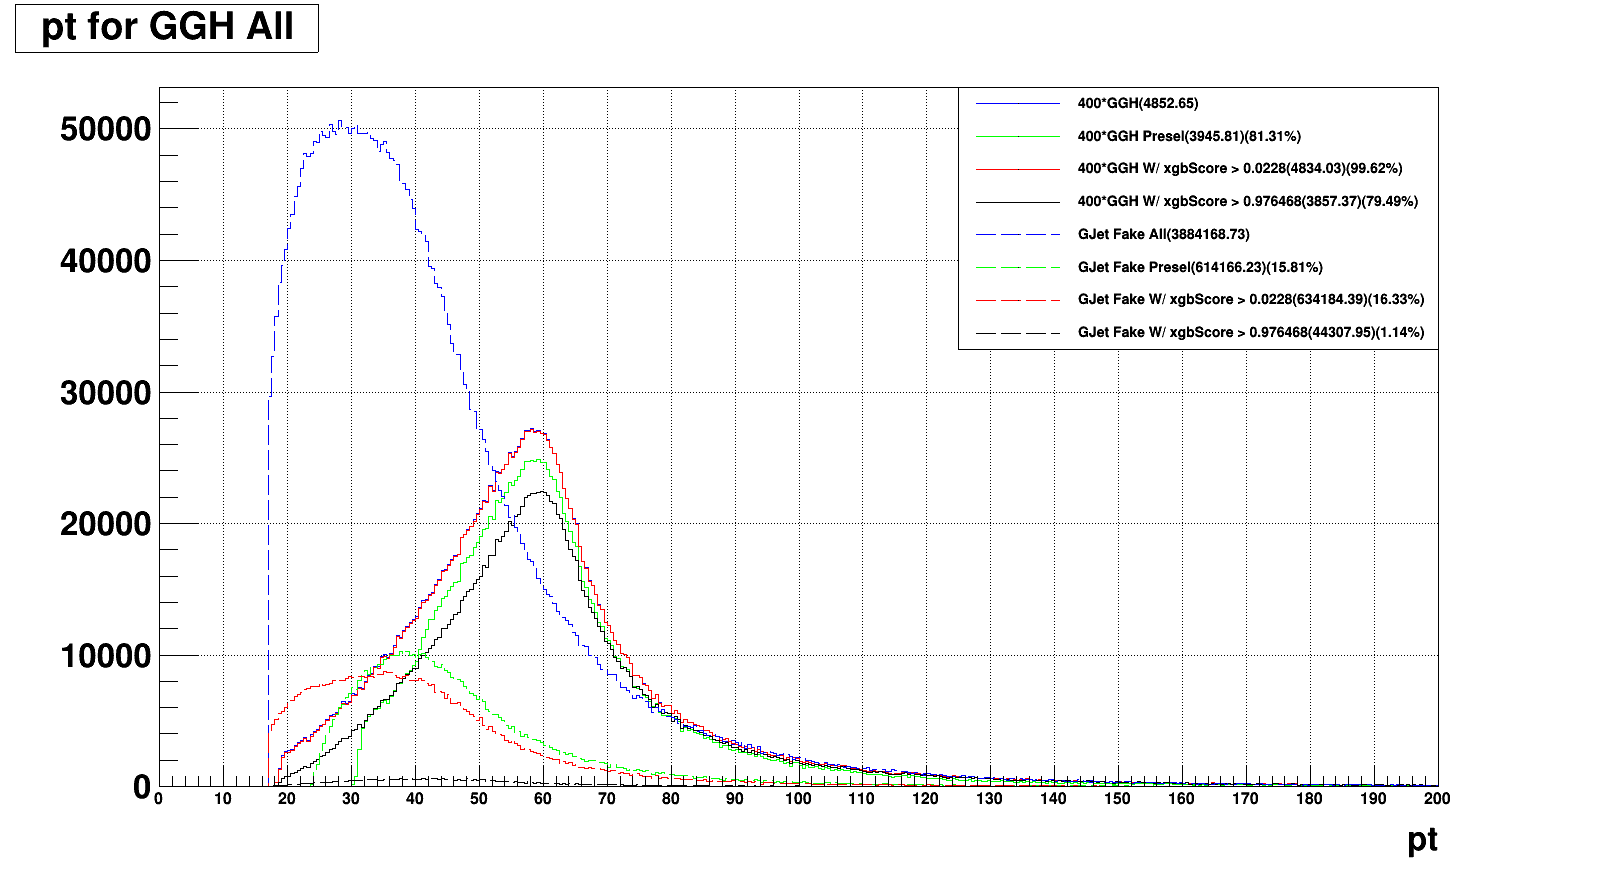 pt for GGH All
400*GGH(4852.65)
400*GGH Presel(3945.81)(81.31%)
400*GGH W/ xgbScore > 0.0228(4834.03)(99.62%)
400*GGH W/ xgbScore > 0.976468(3857.37)(79.49%)
GJet Fake All(3884168.73)
GJet Fake Presel(614166.23)(15.81%)
GJet Fake W/ xgbScore > 0.0228(634184.39)(16.33%)
GJet Fake W/ xgbScore > 0.976468(44307.95)(1.14%)
50000
40000
30000
20000
10000
0
0 10 20 30 40 50 60 70 80 90 100 110 120 130 140 150 160 170 180 190 200
pt